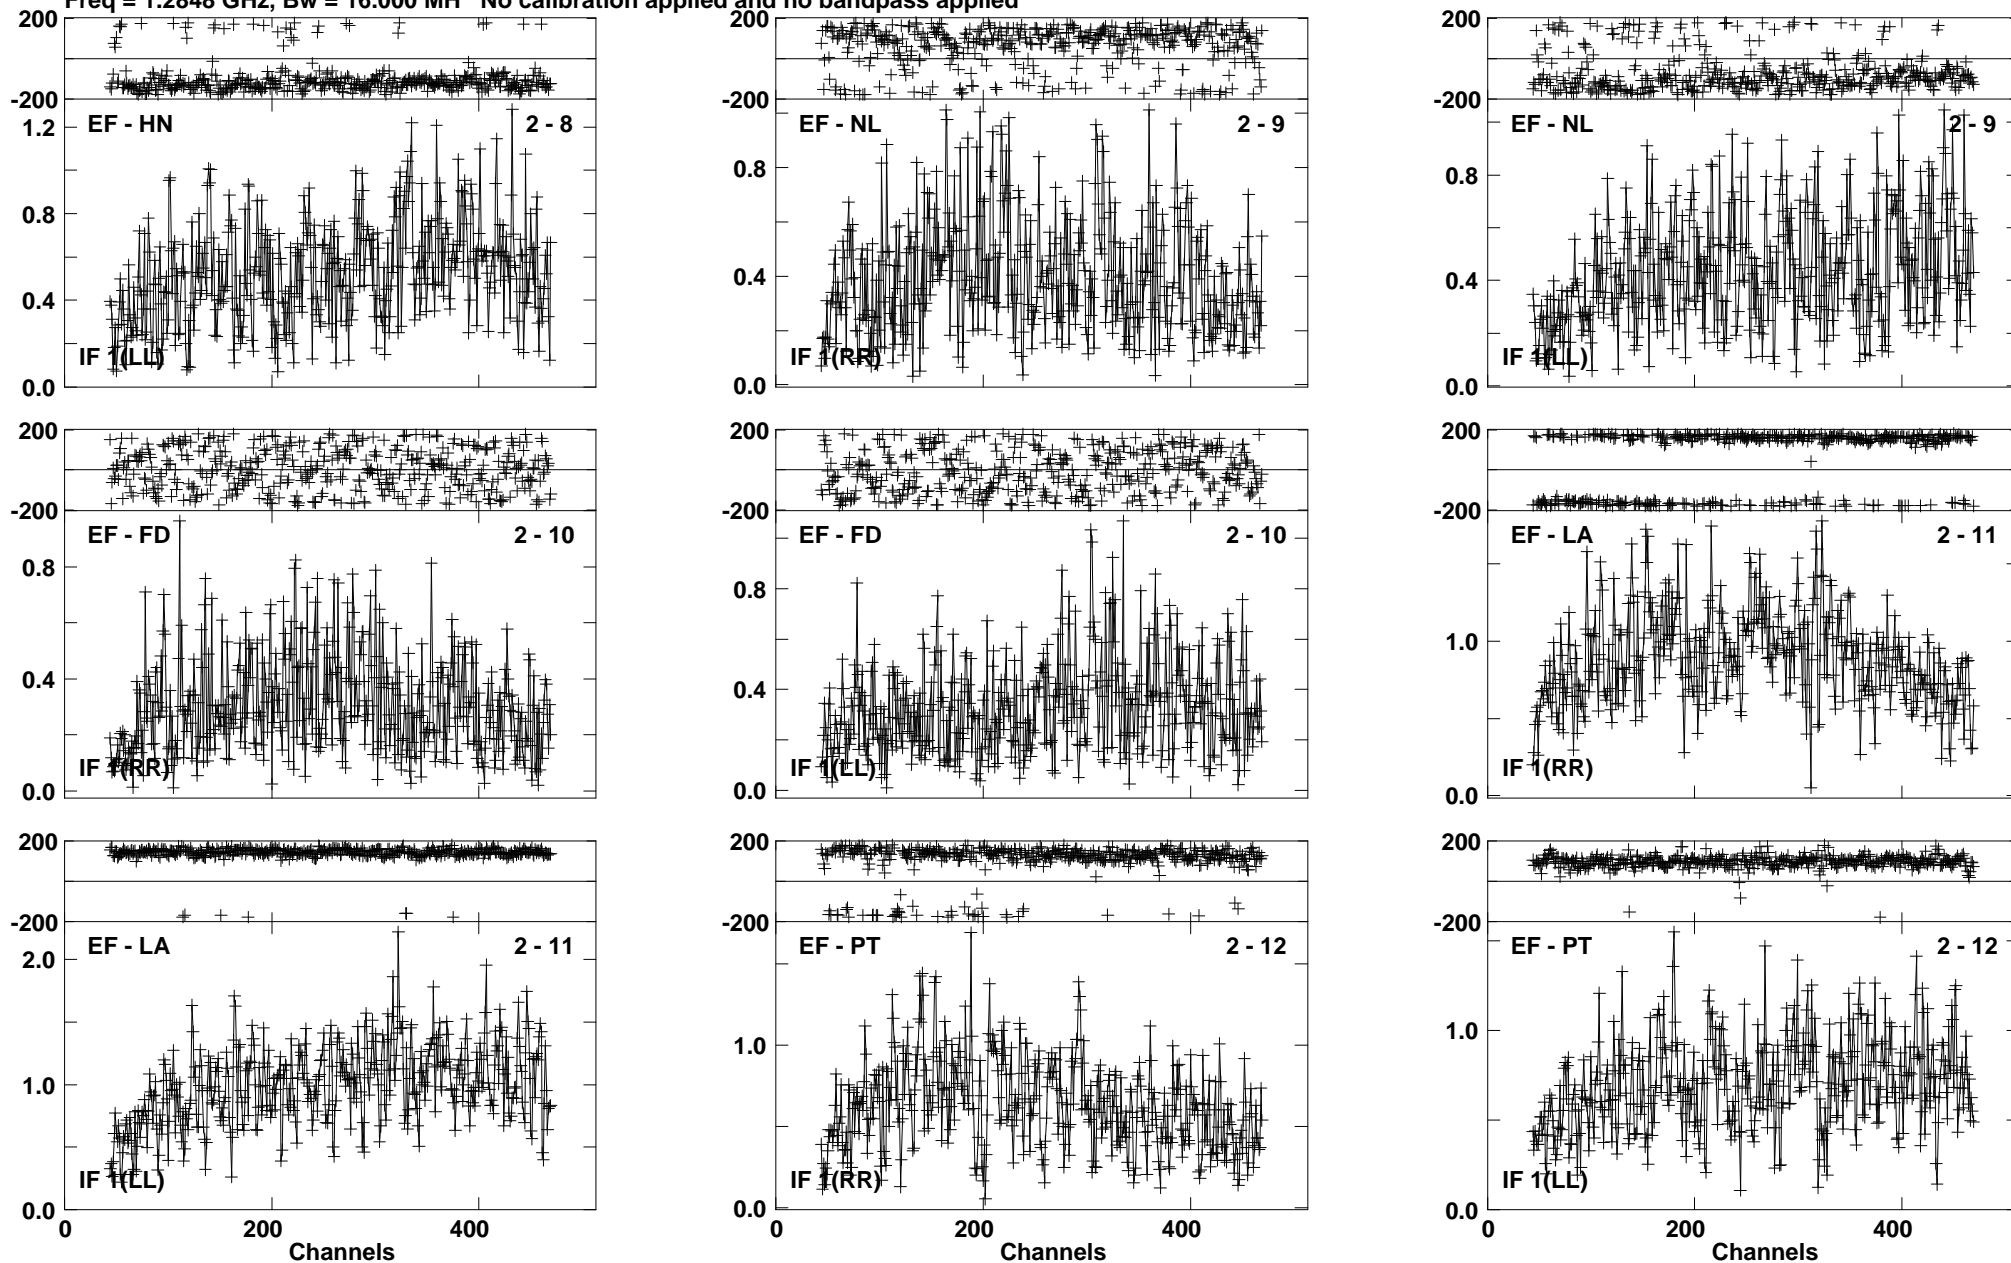 Freq = 1.2848 GHz, Bw = 16.000 MH No calibration applied and no bandpass applied
200
-200
EF - HN 2 - 8
1.2
0.8
0.4
0.0
IF 1(LL)
200
-200
EF - NL 2 - 9
0.8
0.4
0.0
IF 1(RR)
200
-200
EF - NL 2 - 9
0.8
0.4
0.0
IF 1(LL)
200
-200
EF - FD 2 - 10
0.8
0.4
0.0
IF 1(RR)
200
-200
EF - FD 2 - 10
0.8
0.4
0.0
IF 1(LL)
200
-200
EF - LA 2 - 11
1.0
0.0
IF 1(RR)
200
-200
EF - LA 2 - 11
2.0
1.0
0.0
IF 1(LL)
0 200 400
Channels
200
-200
EF - PT 2 - 12
1.0
0.0
IF 1(RR)
200 400
Channels
200
-200
EF - PT 2 - 12
1.0
0.0
IF 1(LL)
0 200 400
Channels